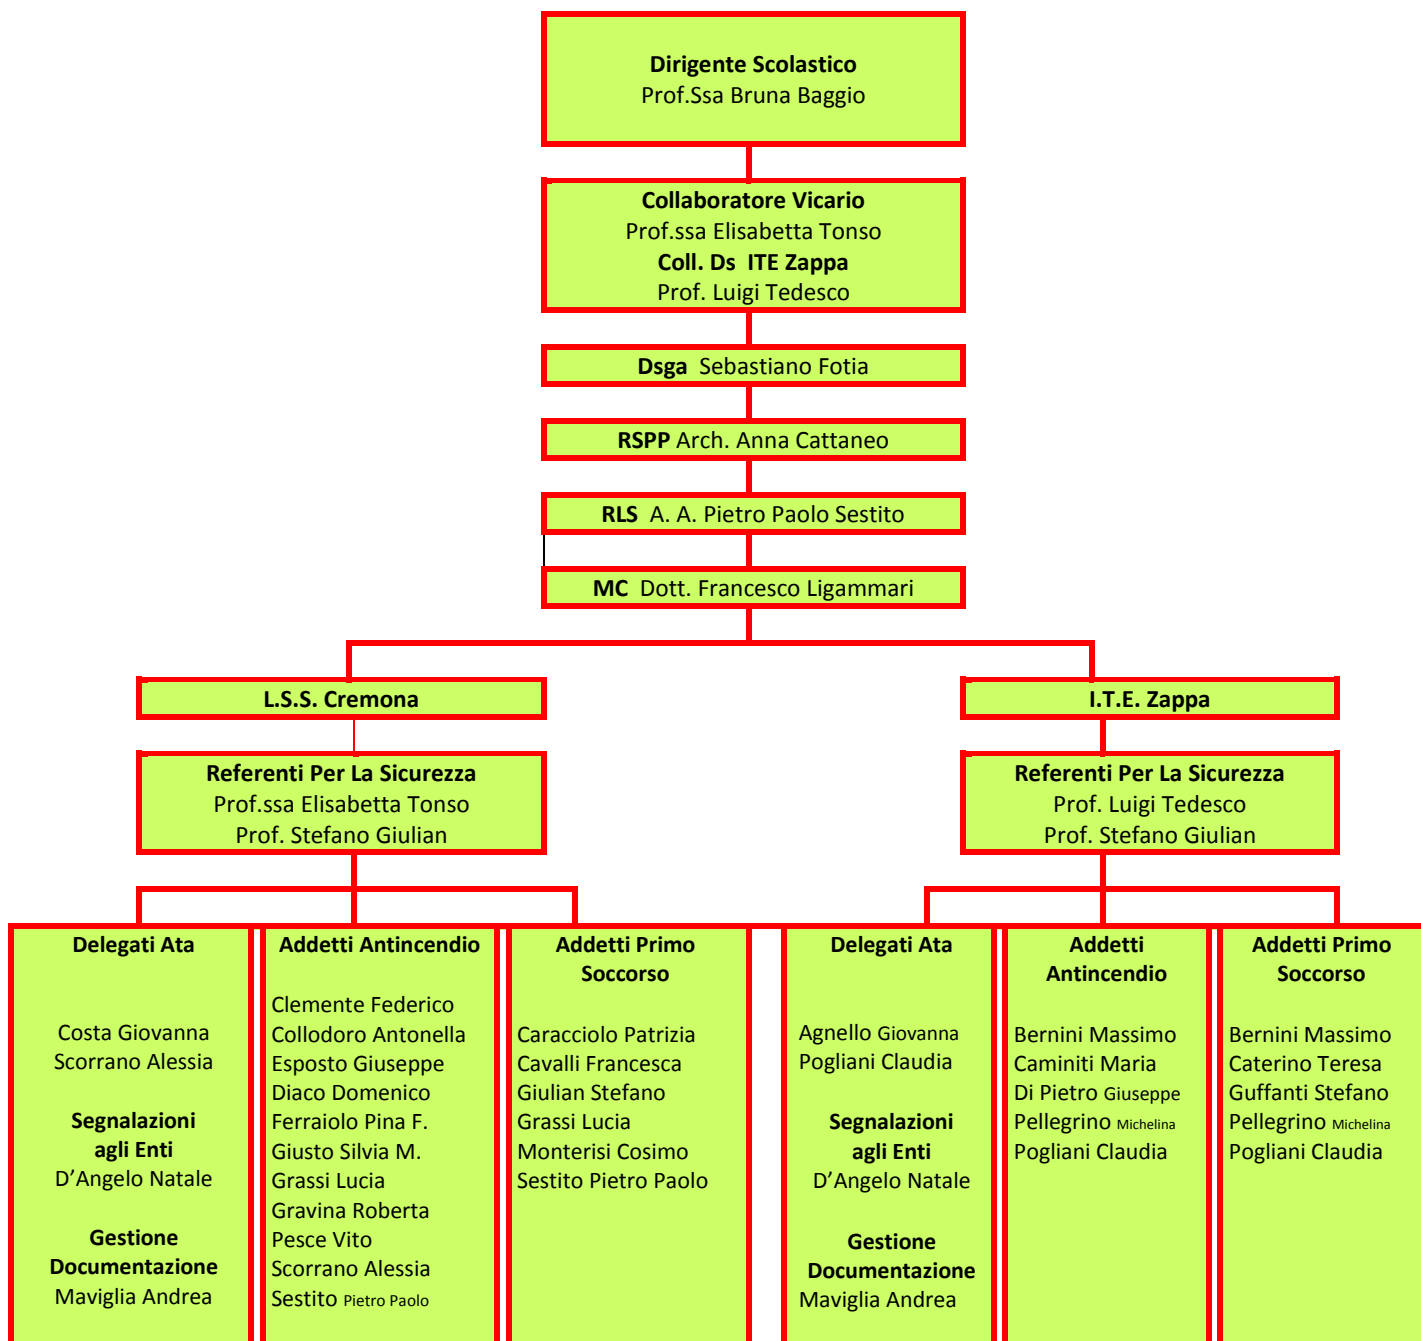 Dirigente Scolastico
Prof.Ssa Bruna Baggio
Collaboratore Vicario
Prof.ssa Elisabetta Tonso
Coll. Ds ITE Zappa
Prof. Luigi Tedesco
Dsga Sebastiano Fotia
RSPP Arch. Anna Cattaneo
RLS A. A. Pietro Paolo Sestito
MC Dott. Francesco Ligammari
L.S.S. Cremona
Referenti Per La Sicurezza
Prof.ssa Elisabetta Tonso
Prof. Stefano Giulian
Delegati Ata
Costa Giovanna
Scorrano Alessia
Segnalazioni
agli Enti
D'Angelo Natale
Gestione
Documentazione
Maviglia Andrea
Addetti Antincendio
Clemente Federico
Collodoro Antonella
Esposto Giuseppe
Diaco Domenico
Ferraiolo Pina F.
Giusto Silvia M.
Grassi Lucia
Gravina Roberta
Pesce Vito
Scorrano Alessia
Sestito Pietro Paolo
Addetti Primo
Soccorso
Caracciolo Patrizia
Cavalli Francesca
Giulian Stefano
Grassi Lucia
Monterisi Cosimo
Sestito Pietro Paolo
I.T.E. Zappa
Referenti Per La Sicurezza
Prof. Luigi Tedesco
Prof. Stefano Giulian
Delegati Ata
Agnello Giovanna
Pogliani Claudia
Segnalazioni
agli Enti
D'Angelo Natale
Gestione
Documentazione
Maviglia Andrea
Addetti
Antincendio
Bernini Massimo
Caminiti Maria
Di Pietro Giuseppe
Pellegrino Michelina
Pogliani Claudia
Addetti Primo
Soccorso
Bernini Massimo
Caterino Teresa
Guffanti Stefano
Pellegrino Michelina
Pogliani Claudia